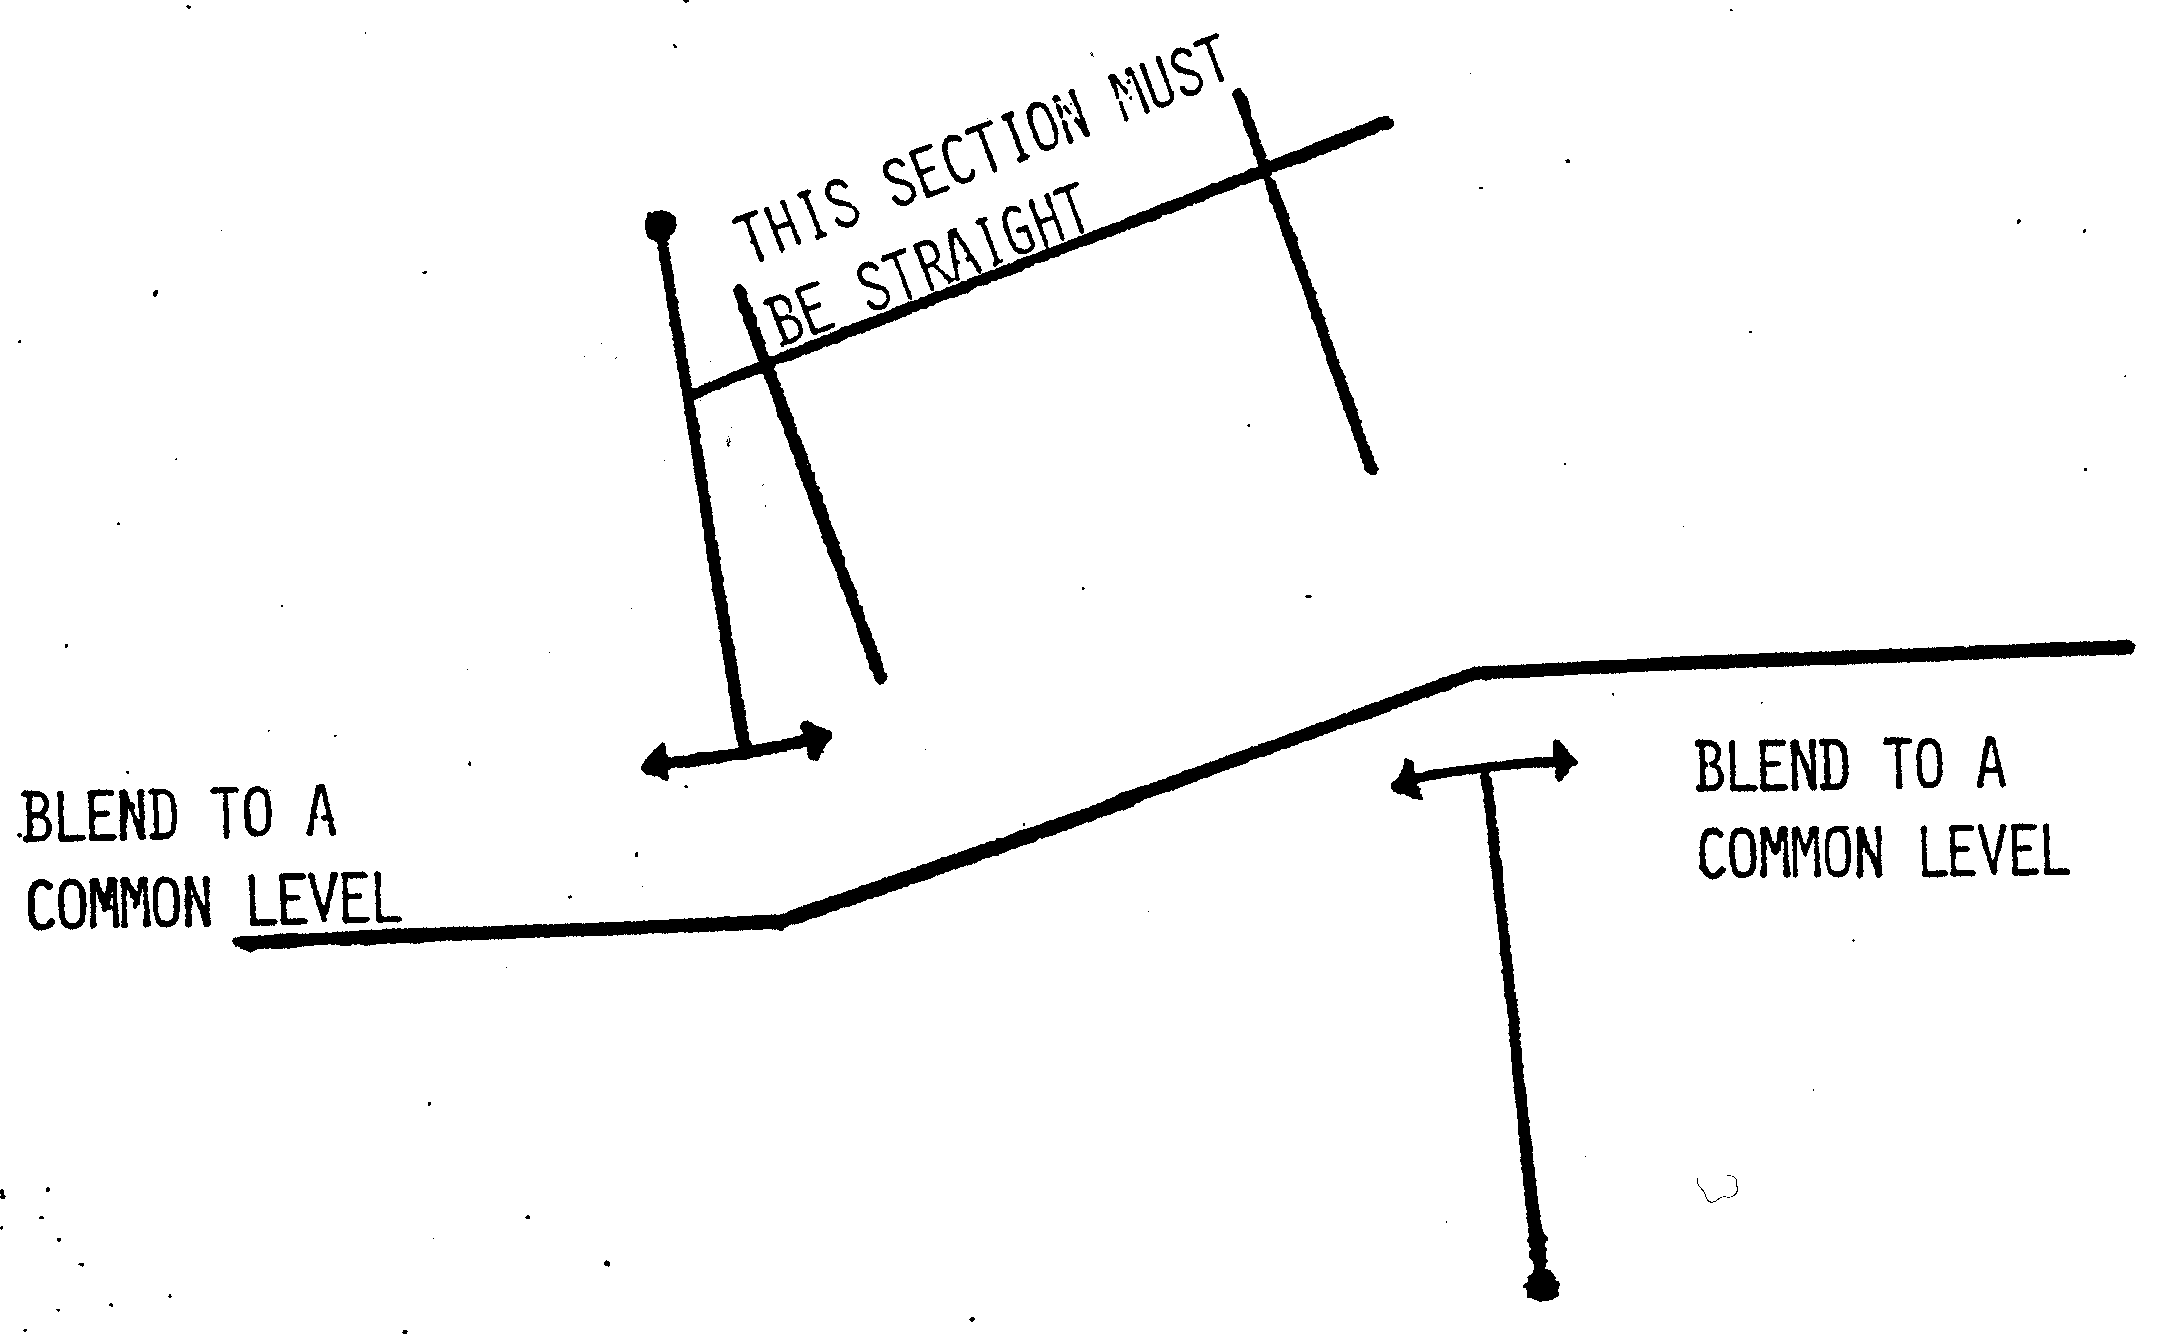 THIS SECTION MUST
BE STRAIGHT
BLEND TO A
COMMON LEVEL
BLEND TO A
COMMON LEVEL